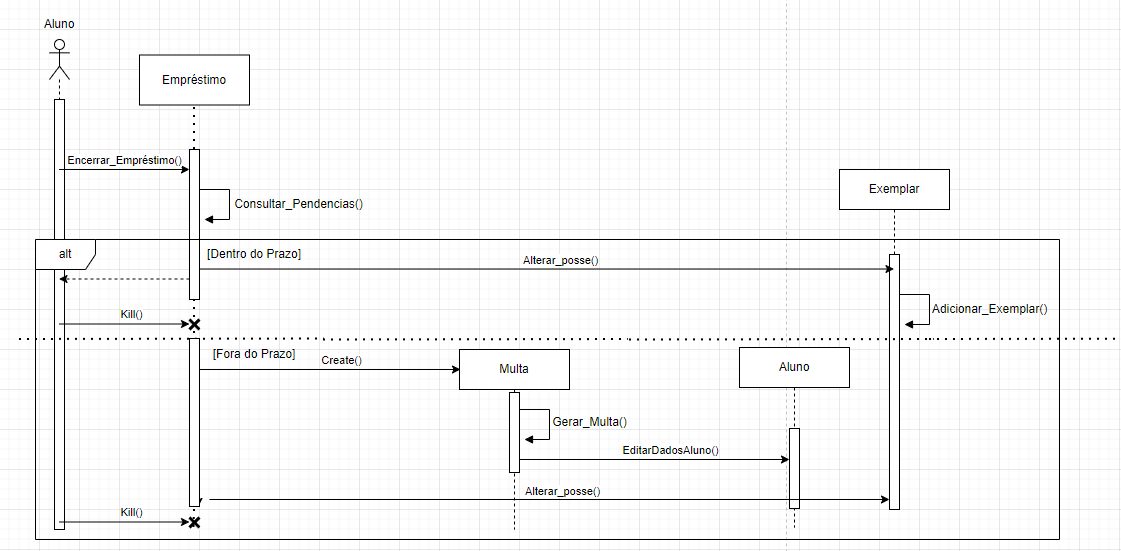 Aluno
Empréstimo
Encerrar_Empréstimo()
Exemplar
Consultar_Pendencias()
alt
[Dentro do Prazo]
Alterar_posse()
Kill()
Adicionar_Exemplar()
[Fora do Prazo]
Create()
Multa
Aluno
Gerar_Multa()
EditarDadosAluno()
Alterar_posse()
Kill()